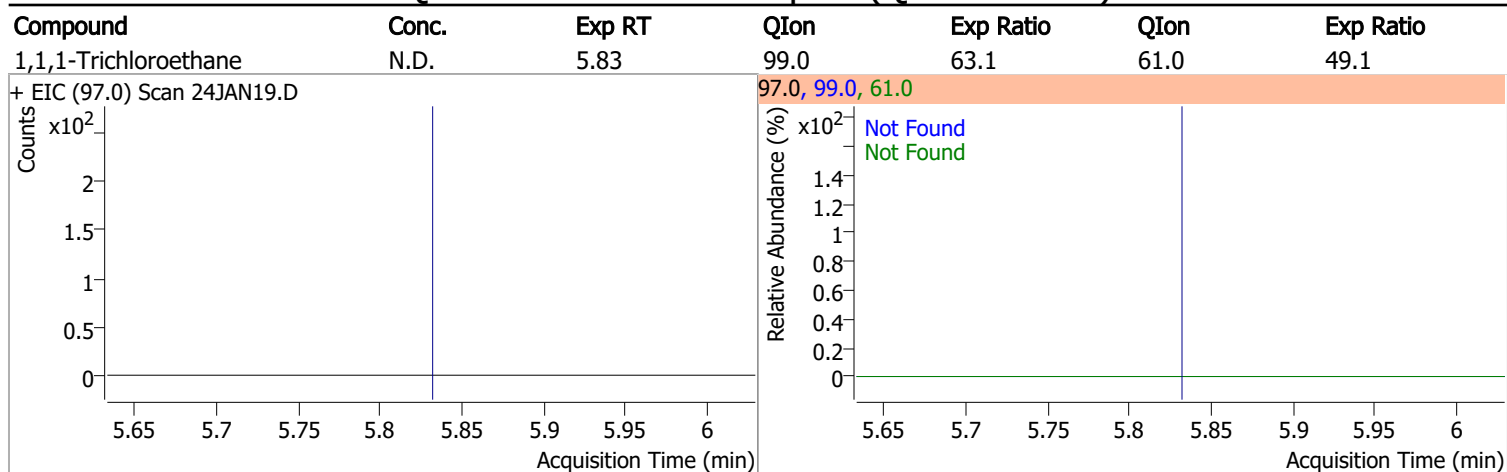 Compound Conc. Exp RT QIon Exp Ratio QIon Exp Ratio
1,1,1-Trichloroethane N.D. 5.83 99.0 63.1 61.0 49.1
+ EIC (97.0) Scan 24JAN19.D
Counts
x10²
2
1.5
1
0.5
0
5.65 5.7 5.75 5.8 5.85 5.9 5.95 6
Acquisition Time (min)
97.0, 99.0, 61.0
Relative Abundance (%)
x10²
Not Found
Not Found
1.4
1.2
1
0.8
0.6
0.4
0.2
0
5.65 5.7 5.75 5.8 5.85 5.9 5.95 6
Acquisition Time (min)